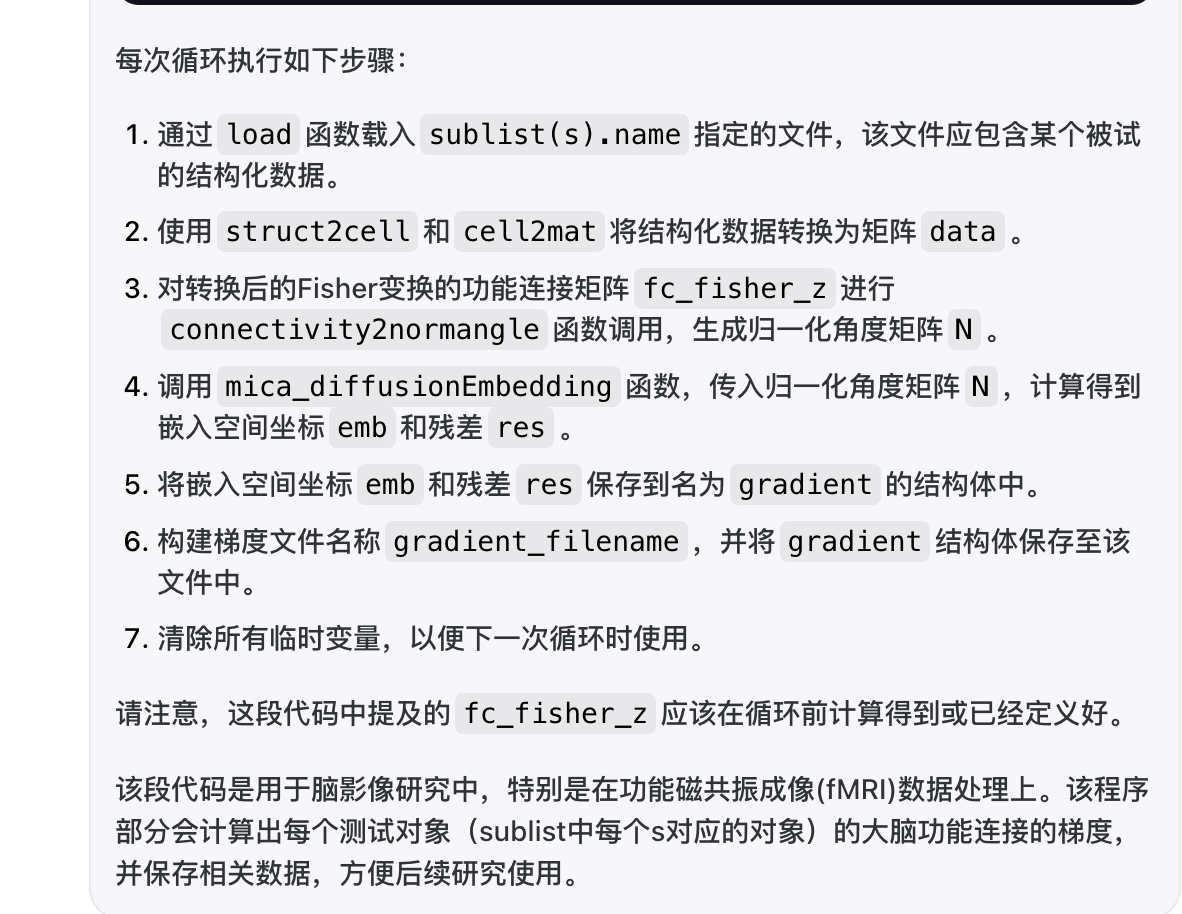 每次循环执行如下步骤：
1. 通过 load 函数载入 sublist(s).name 指定的文件，该文件应包含某个被试
的结构化数据。
2. 使用 struct2cell 和 cell2mat 将结构化数据转换为矩阵 data 。
3. 对转换后的Fisher变换的功能连接矩阵 fc_fisher_z 进行
connectivity2normangle 函数调用，生成归一化角度矩阵 N 。
4. 调用 mica_diffusionEmbedding 函数，传入归一化角度矩阵 N ，计算得到
嵌入空间坐标 emb 和残差 res 。
5. 将嵌入空间坐标 emb 和残差 res 保存到名为 gradient 的结构体中。
6. 构建梯度文件名称 gradient_filename ，并将 gradient 结构体保存至该
文件中。
7. 清除所有临时变量，以便下一次循环时使用。
请注意，这段代码中提及的 fc_fisher_z 应该在循环前计算得到或已经定义好。
该段代码是用于脑影像研究中，特别是在功能磁共振成像(fMRI)数据处理上。该程序
部分会计算出每个测试对象（sublist中每个s对应的对象）的大脑功能连接的梯度，
并保存相关数据，方便后续研究使用。